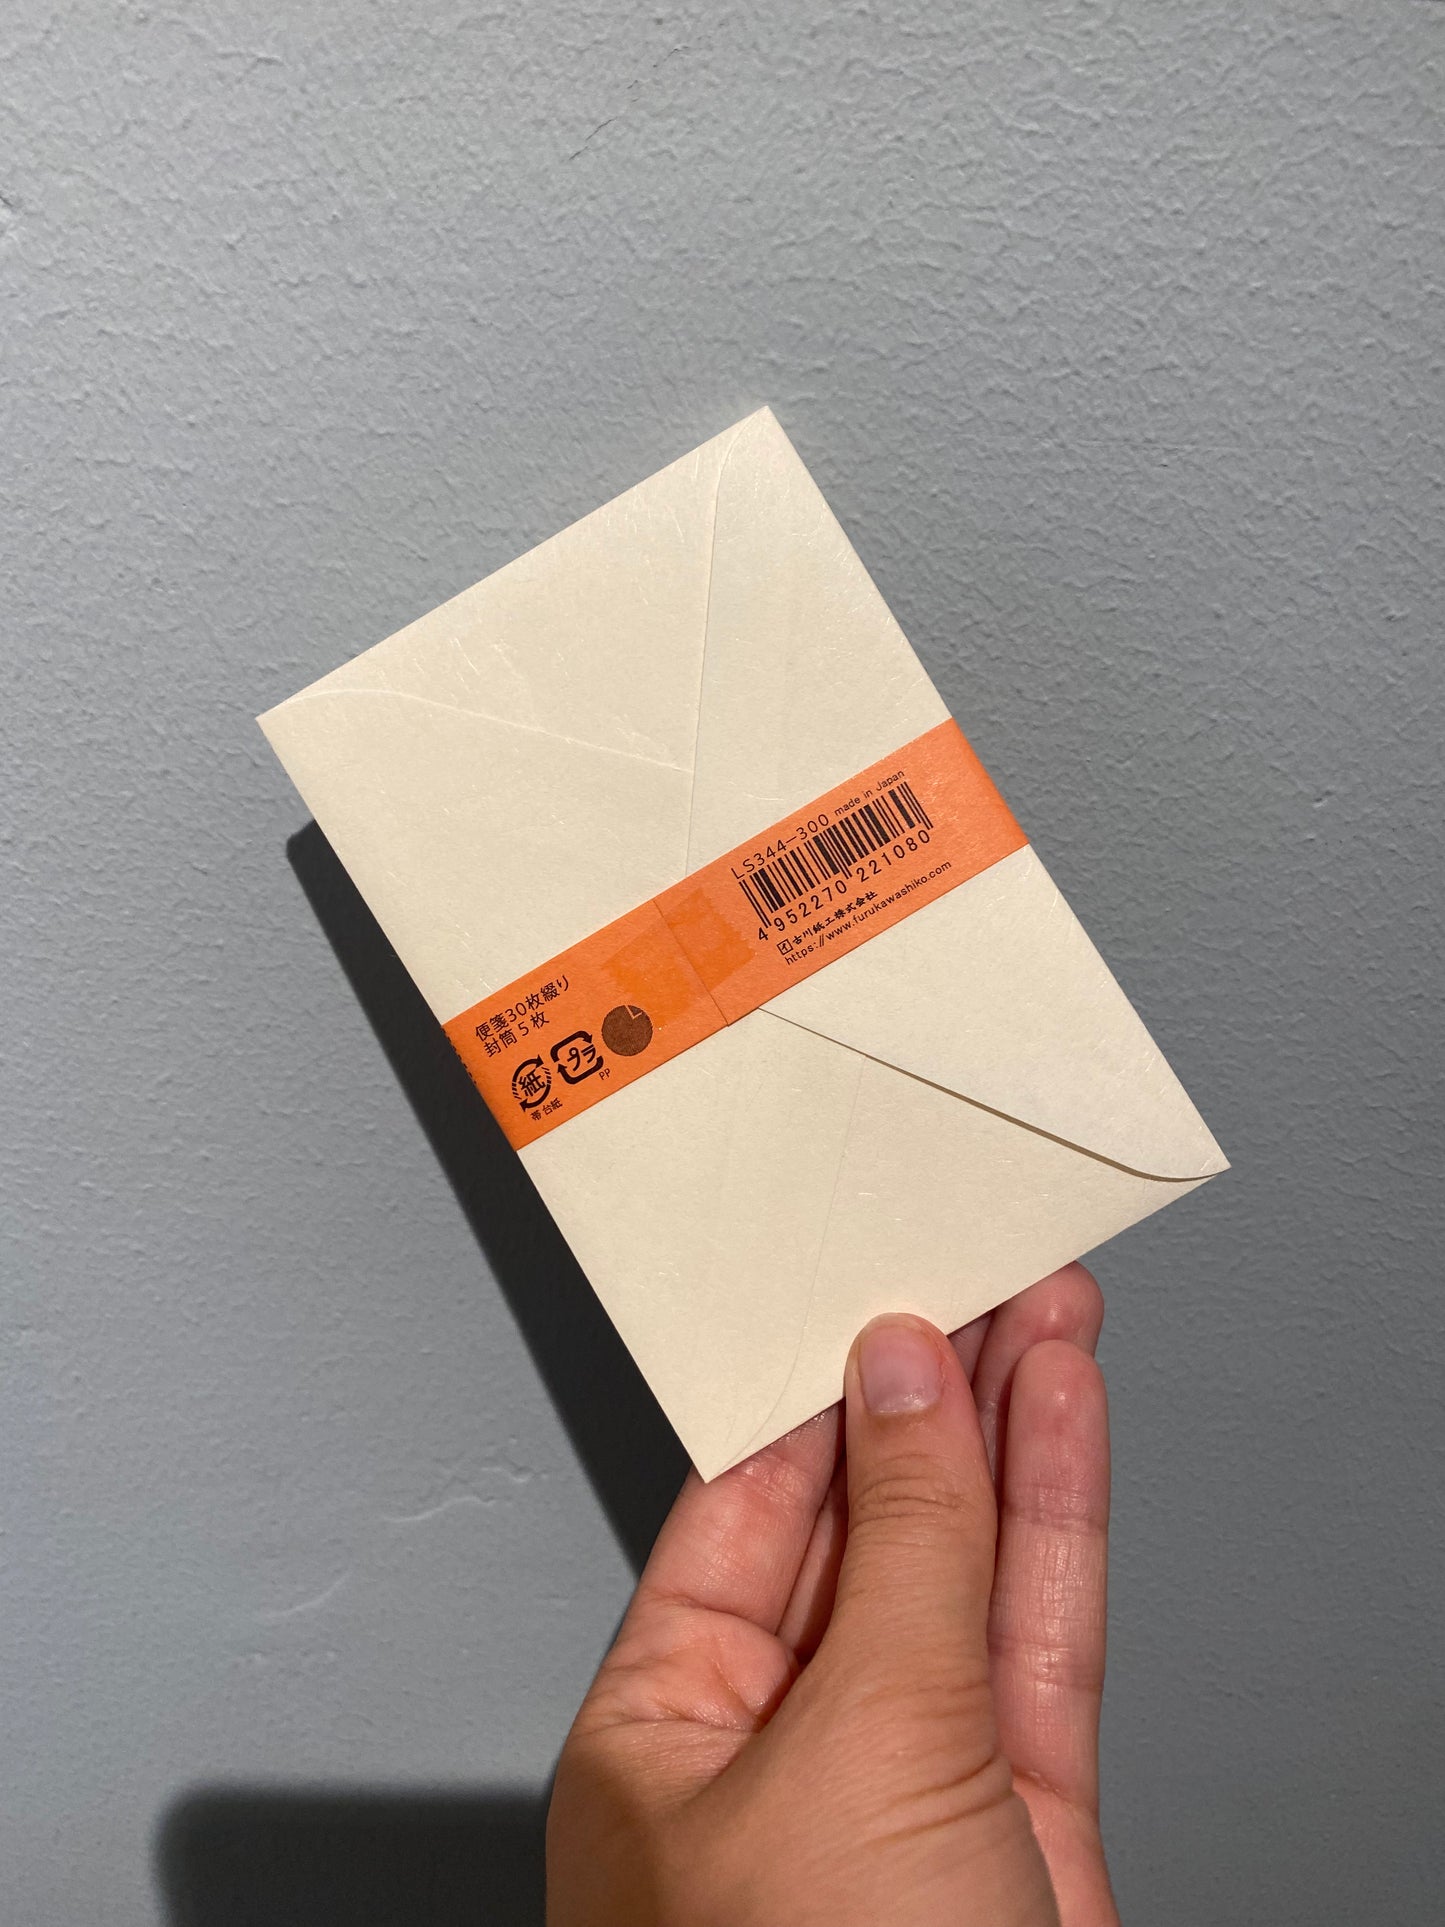 便箋30枚綴り
封筒5枚
紙
帯 台紙
プラ
PP
LS344-300 made in Japan
4 952270 221080
古川紙工株式会社
https://www.furukawashiko.com